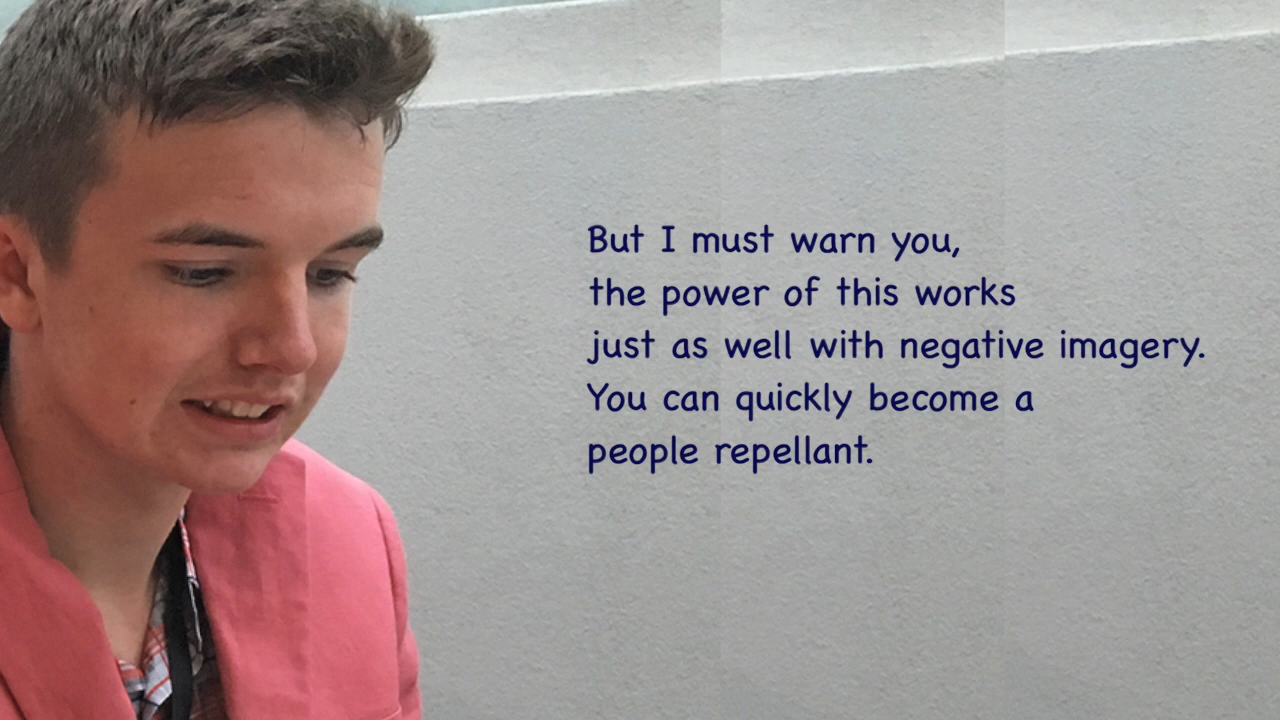 But I must warn you,
the power of this works
just as well with negative imagery.
You can quickly become a
people repellant.